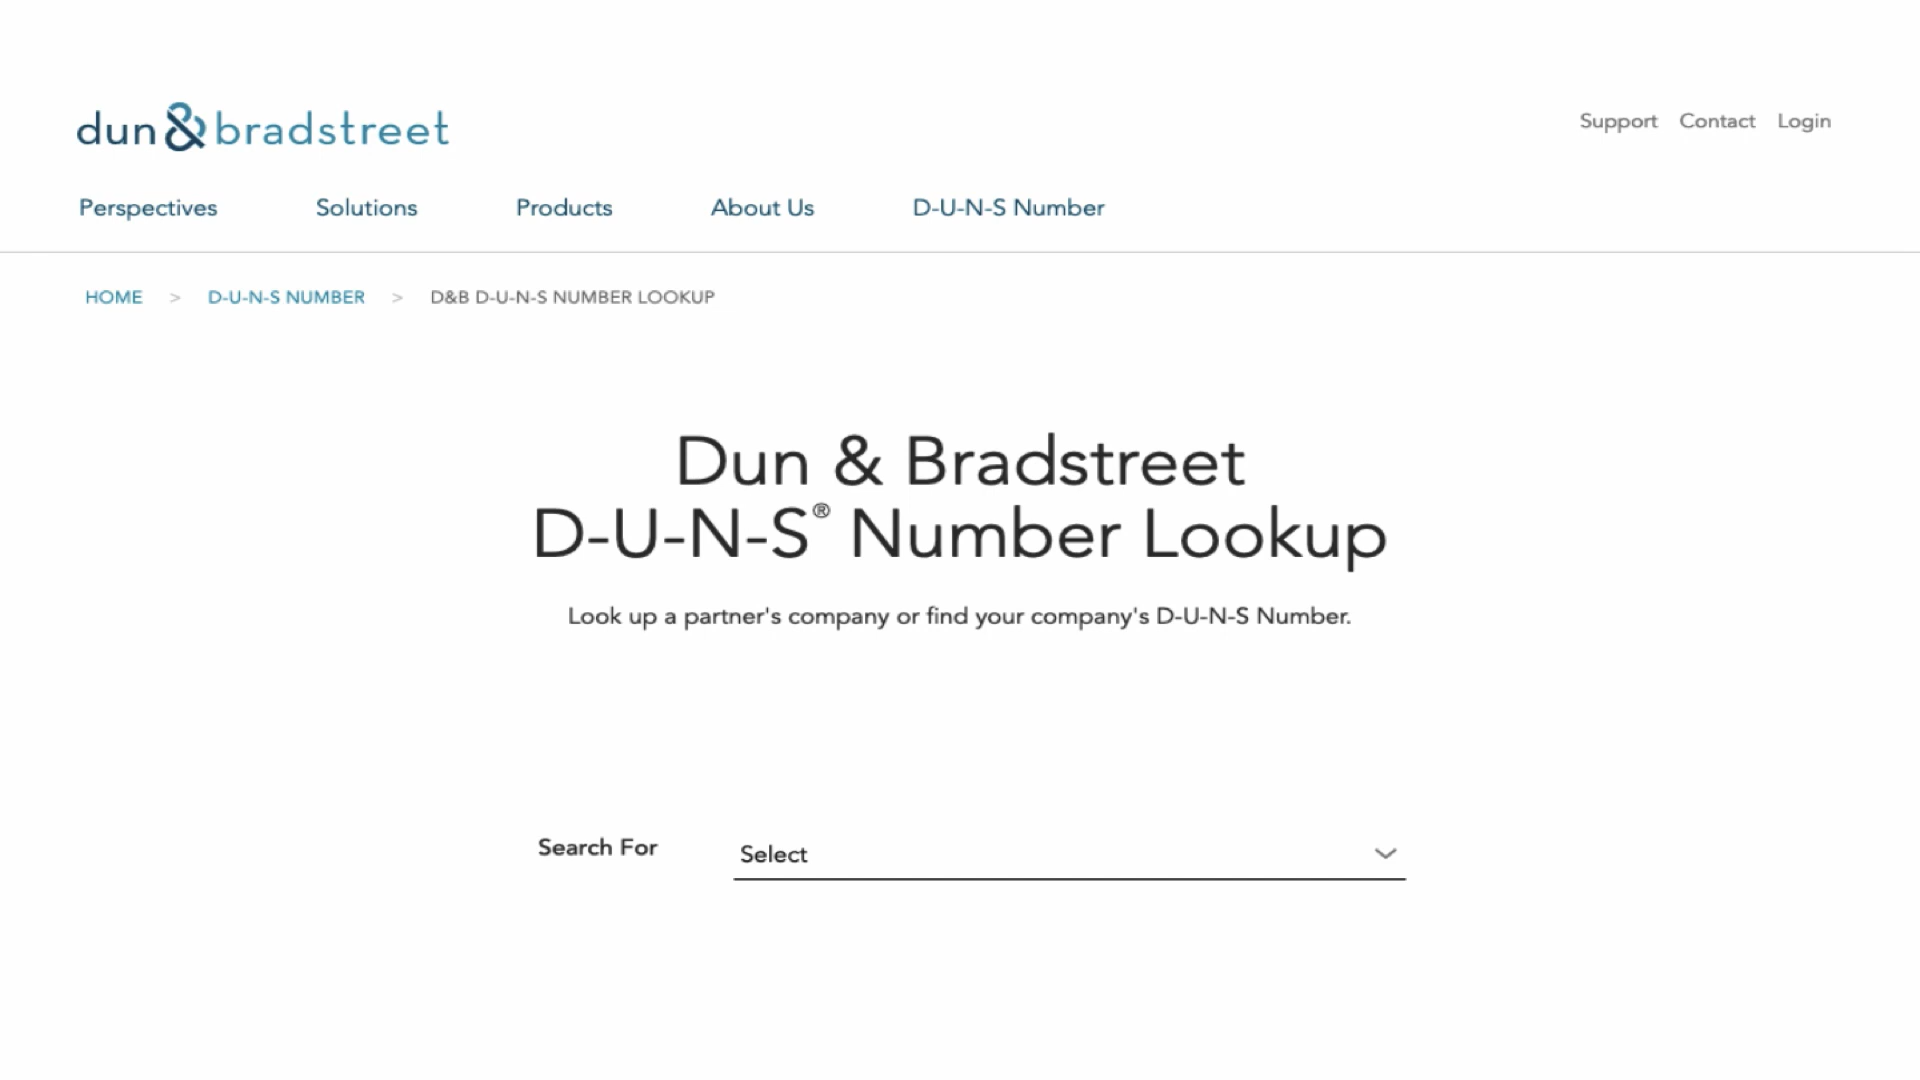 dun & bradstreet
Support Contact Login
Perspectives Solutions Products About Us D-U-N-S Number
HOME > D-U-N-S NUMBER > D&B D-U-N-S NUMBER LOOKUP
Dun & Bradstreet
D-U-N-S® Number Lookup
Look up a partner's company or find your company's D-U-N-S Number.
Search For Select